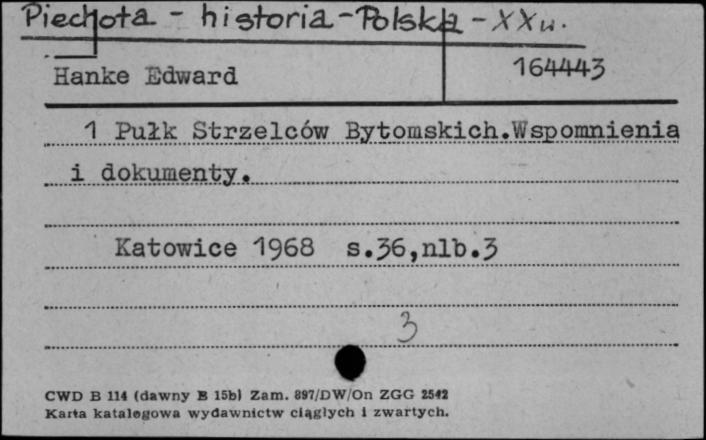 Piechota - historia - Polska - XX w.
Hanke Edward 164443
1 Pułk Strzelców Bytomskich.Wspomnienia
i dokumenty.
Katowice 1968 s.36,nlb.3
3
CWD B 114 (dawny B 15b) Zam. 897/DW/On ZGG 2542
Karta katalogowa wydawnictw ciągłych i zwartych.